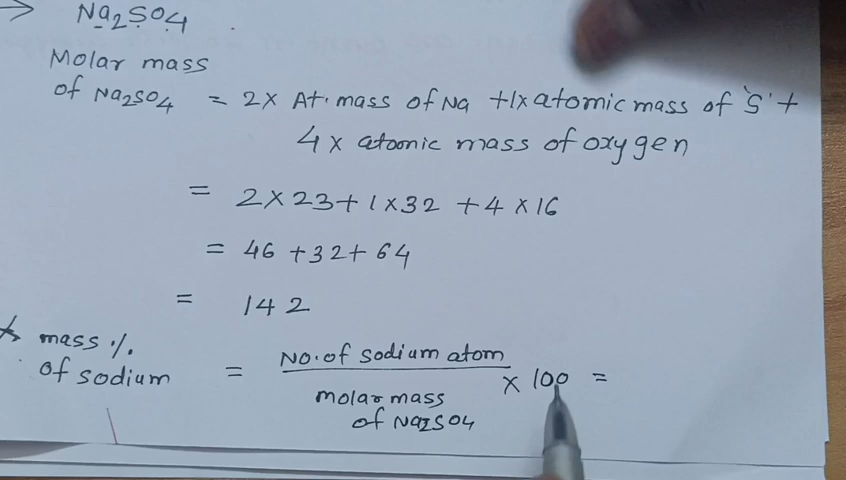 → Na2SO4
Molar mass
of Na2SO4 = 2x At. mass of Na +1x atomic mass of 'S' +
4 x atomic mass of oxygen
= 2x23+1x32 +4x16
= 46 +32+ 64
= 142
mass %.
of sodium = No. of sodium atom x 100 =
molar mass
of Na2SO4